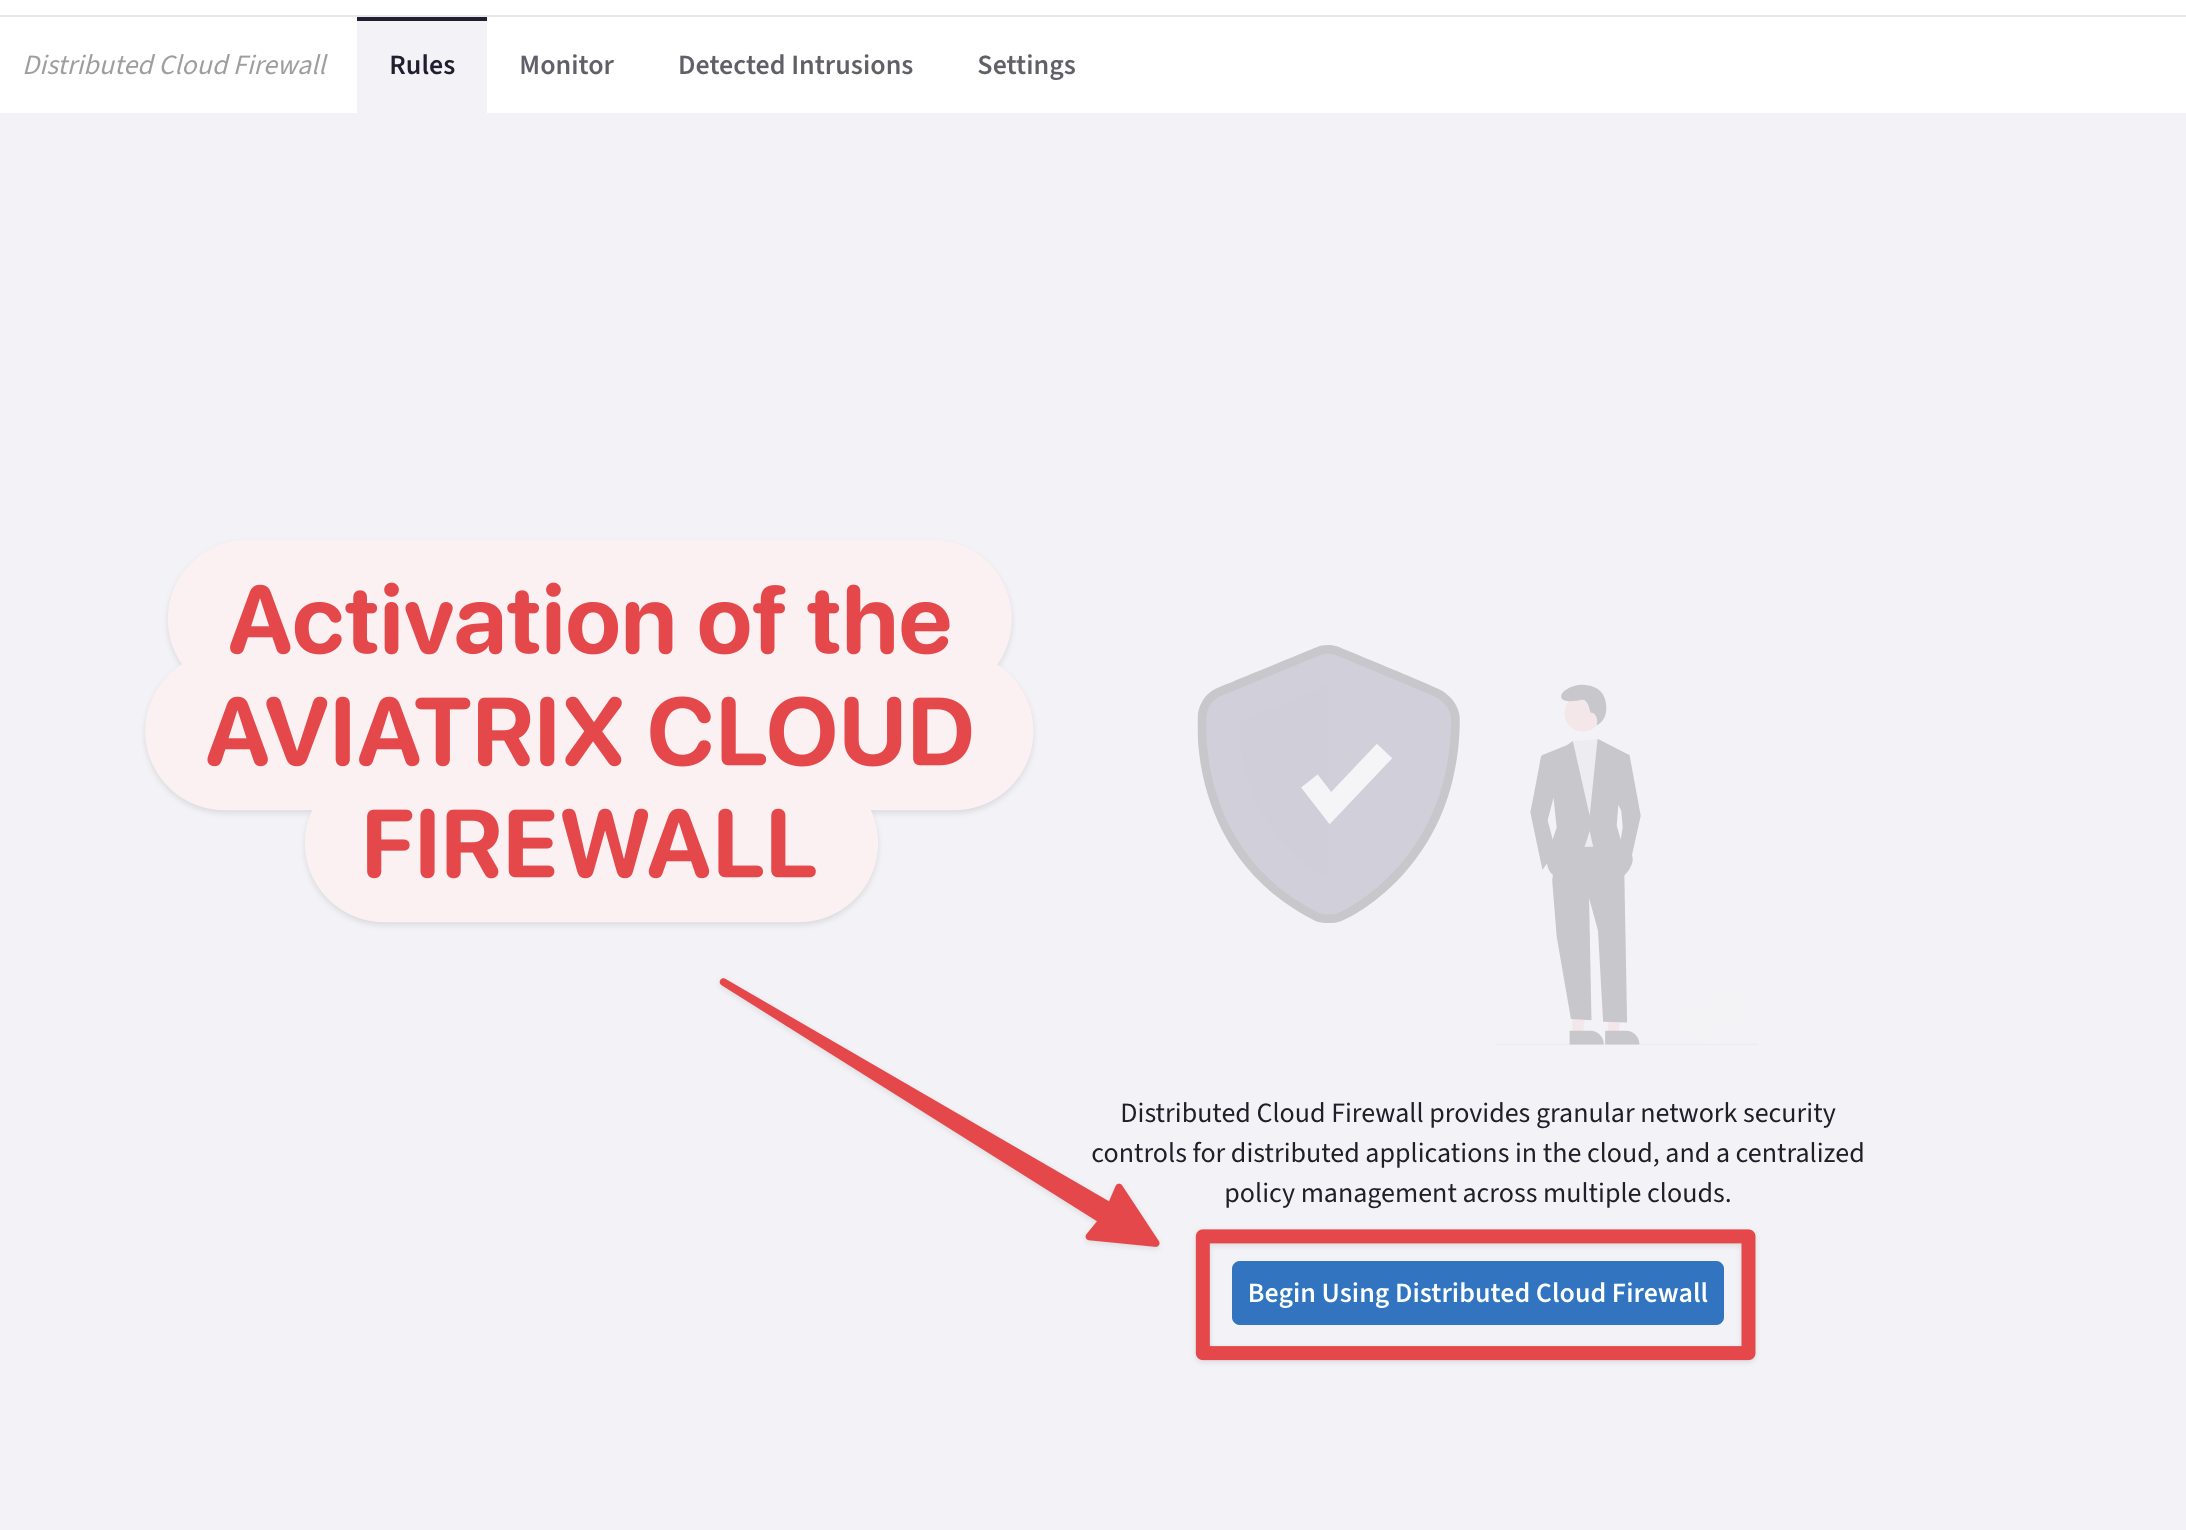 Distributed Cloud Firewall
Rules
Monitor
Detected Intrusions
Settings
Activation of the
AVIATRIX CLOUD
FIREWALL
Distributed Cloud Firewall provides granular network security
controls for distributed applications in the cloud, and a centralized
policy management across multiple clouds.
Begin Using Distributed Cloud Firewall